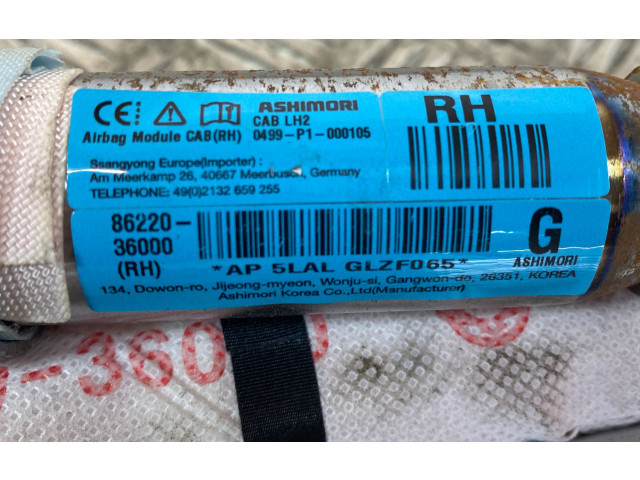 CE ASHIMORI
CAB LH2
Airbag Module CAB(RH) 0499-P1-000105
RH
Ssangyong Europe(Importer) :
Am Meerkamp 26, 40667 Meerbusch, Germany
TELEPHONE: 49(0)2132 659 255
86220-
36000
(RH)
*AP 5LAL GLZF065*
G
ASHIMORI
134, Dowon-ro, Jijeong-myeon, Wonju-si, Gangwon-do, 26351, KOREA
Ashimori Korea Co.,Ltd(Manufacturer)
-360